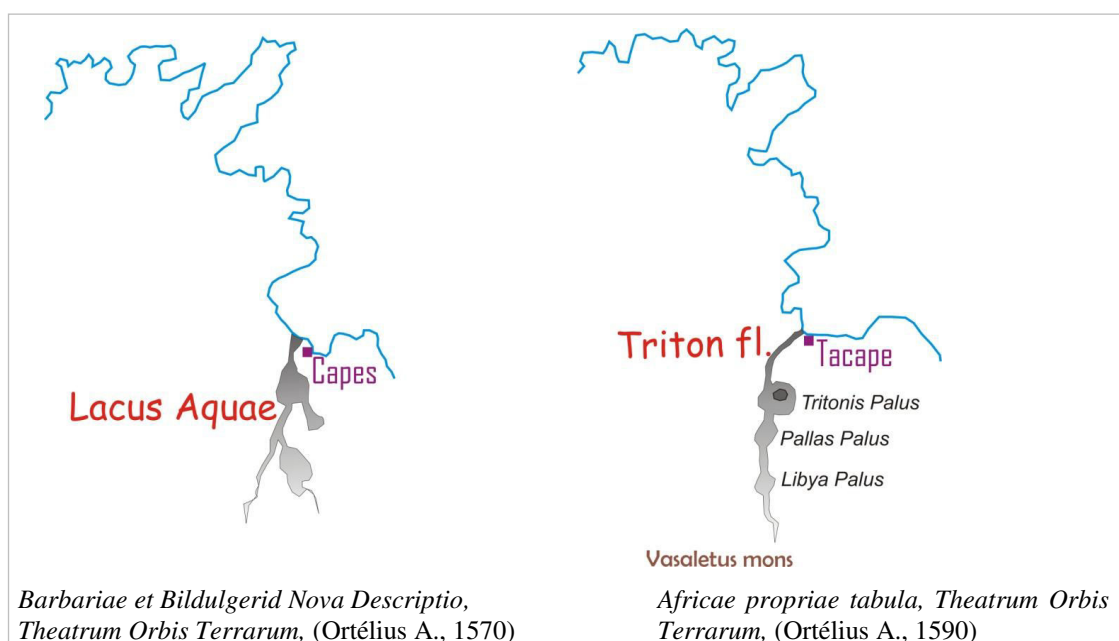 Capes
Lacus Aquae
Triton fl.
Tacape
Tritonis Palus
Pallas Palus
Libya Palus
Vasaletus mons
Barbariae et Bildulgerid Nova Descriptio,
Theatrum Orbis Terrarum, (Ortélius A., 1570)
Africae propriae tabula, Theatrum Orbis
Terrarum, (Ortélius A., 1590)